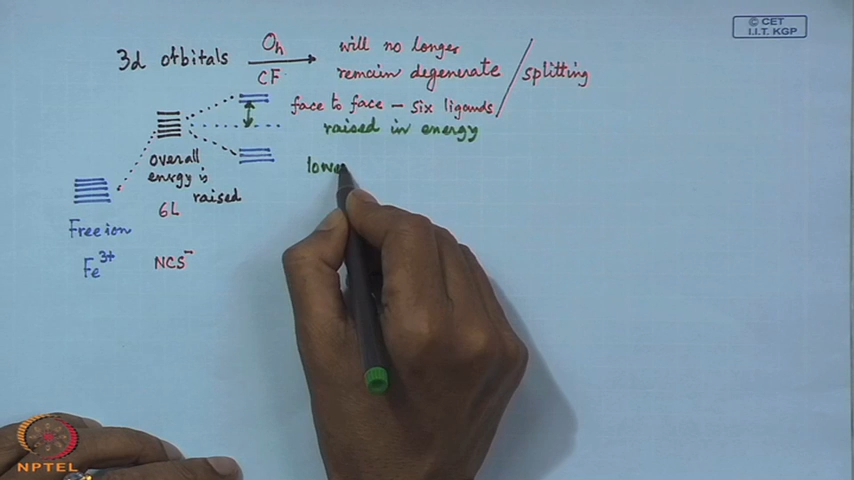 © CET
I.I.T. KGP
3d orbitals Oh CF will no longer
remain degenerate / splitting
face to face – six ligands
raised in energy
lowe
overall
energy is
raised
6L
Free ion
Fe3+ NCS–
NPTEL